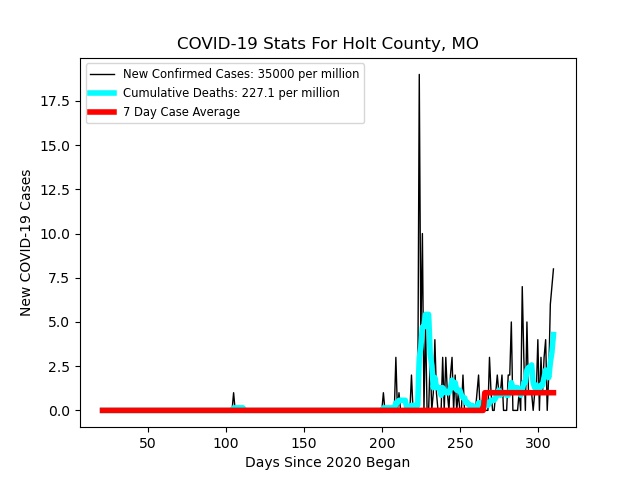 COVID-19 Stats For Holt County, MO
New Confirmed Cases: 35000 per million
Cumulative Deaths: 227.1 per million
7 Day Case Average
New COVID-19 Cases
17.5
15.0
12.5
10.0
7.5
5.0
2.5
0.0
50 100 150 200 250 300
Days Since 2020 Began